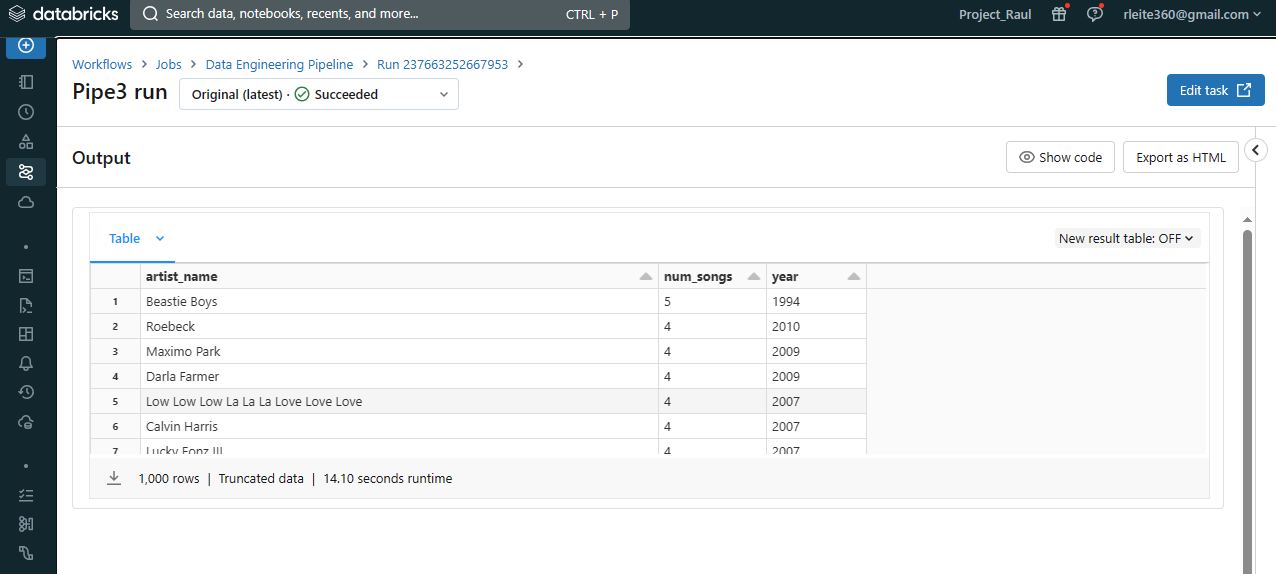 databricks
Search data, notebooks, recents, and more... CTRL + P
Project_Raul
rleite360@gmail.com
Workflows > Jobs > Data Engineering Pipeline > Run 237663252667953 >
Pipe3 run
Original (latest) · Succeeded
Edit task
Output
Show code
Export as HTML
Table
New result table: OFF
artist_name num_songs year
1 Beastie Boys 5 1994
2 Roebeck 4 2010
3 Maximo Park 4 2009
4 Darla Farmer 4 2009
5 Low Low Low La La La Love Love Love 4 2007
6 Calvin Harris 4 2007
7 Lucky Fonz III 4 2007
1,000 rows | Truncated data | 14.10 seconds runtime